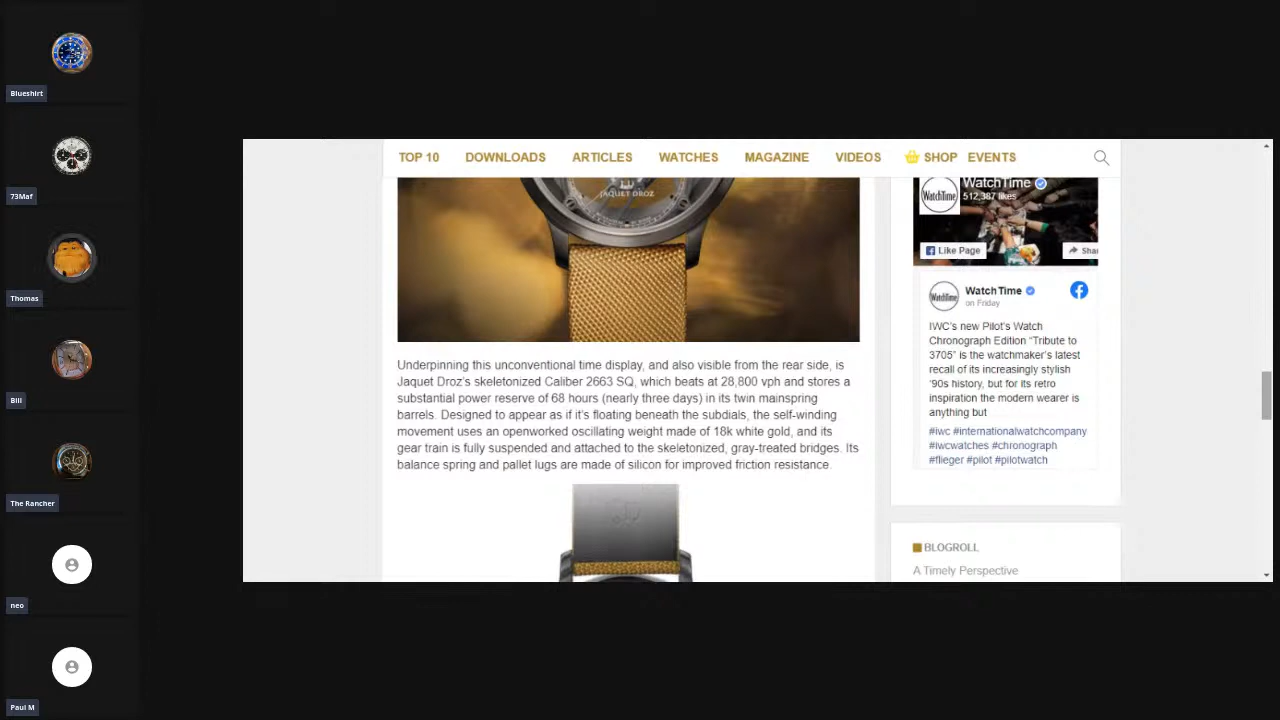 Blueshirt
73Maf
Thomas
Bill
The Rancher
neo
Paul M
TOP 10 DOWNLOADS ARTICLES WATCHES MAGAZINE VIDEOS SHOP EVENTS
JAQUET DROZ
Underpinning this unconventional time display, and also visible from the rear side, is
Jaquet Droz's skeletonized Caliber 2663 SQ, which beats at 28,800 vph and stores a
substantial power reserve of 68 hours (nearly three days) in its twin mainspring
barrels. Designed to appear as if it's floating beneath the subdials, the self-winding
movement uses an openworked oscillating weight made of 18k white gold, and its
gear train is fully suspended and attached to the skeletonized, gray-treated bridges. Its
balance spring and pallet lugs are made of silicon for improved friction resistance.
WatchTime
WatchTime
512,387 likes
Like Page
Shar
WatchTime
WatchTime
on Friday
IWC's new Pilot's Watch
Chronograph Edition "Tribute to
3705" is the watchmaker's latest
recall of its increasingly stylish
'90s history, but for its retro
inspiration the modern wearer is
anything but
#iwc #internationalwatchcompany
#iwcwatches #chronograph
#flieger #pilot #pilotwatch
BLOGROLL
A Timely Perspective